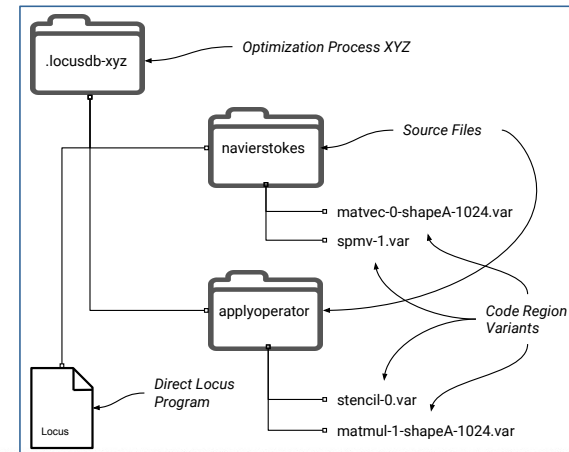 .locusdb-xyz
Optimization Process XYZ
navierstokes
Source Files
matvec-0-shapeA-1024.var
spmv-1.var
applyoperator
Code Region
Variants
Direct Locus
Program
stencil-0.var
Locus
matmul-1-shapeA-1024.var